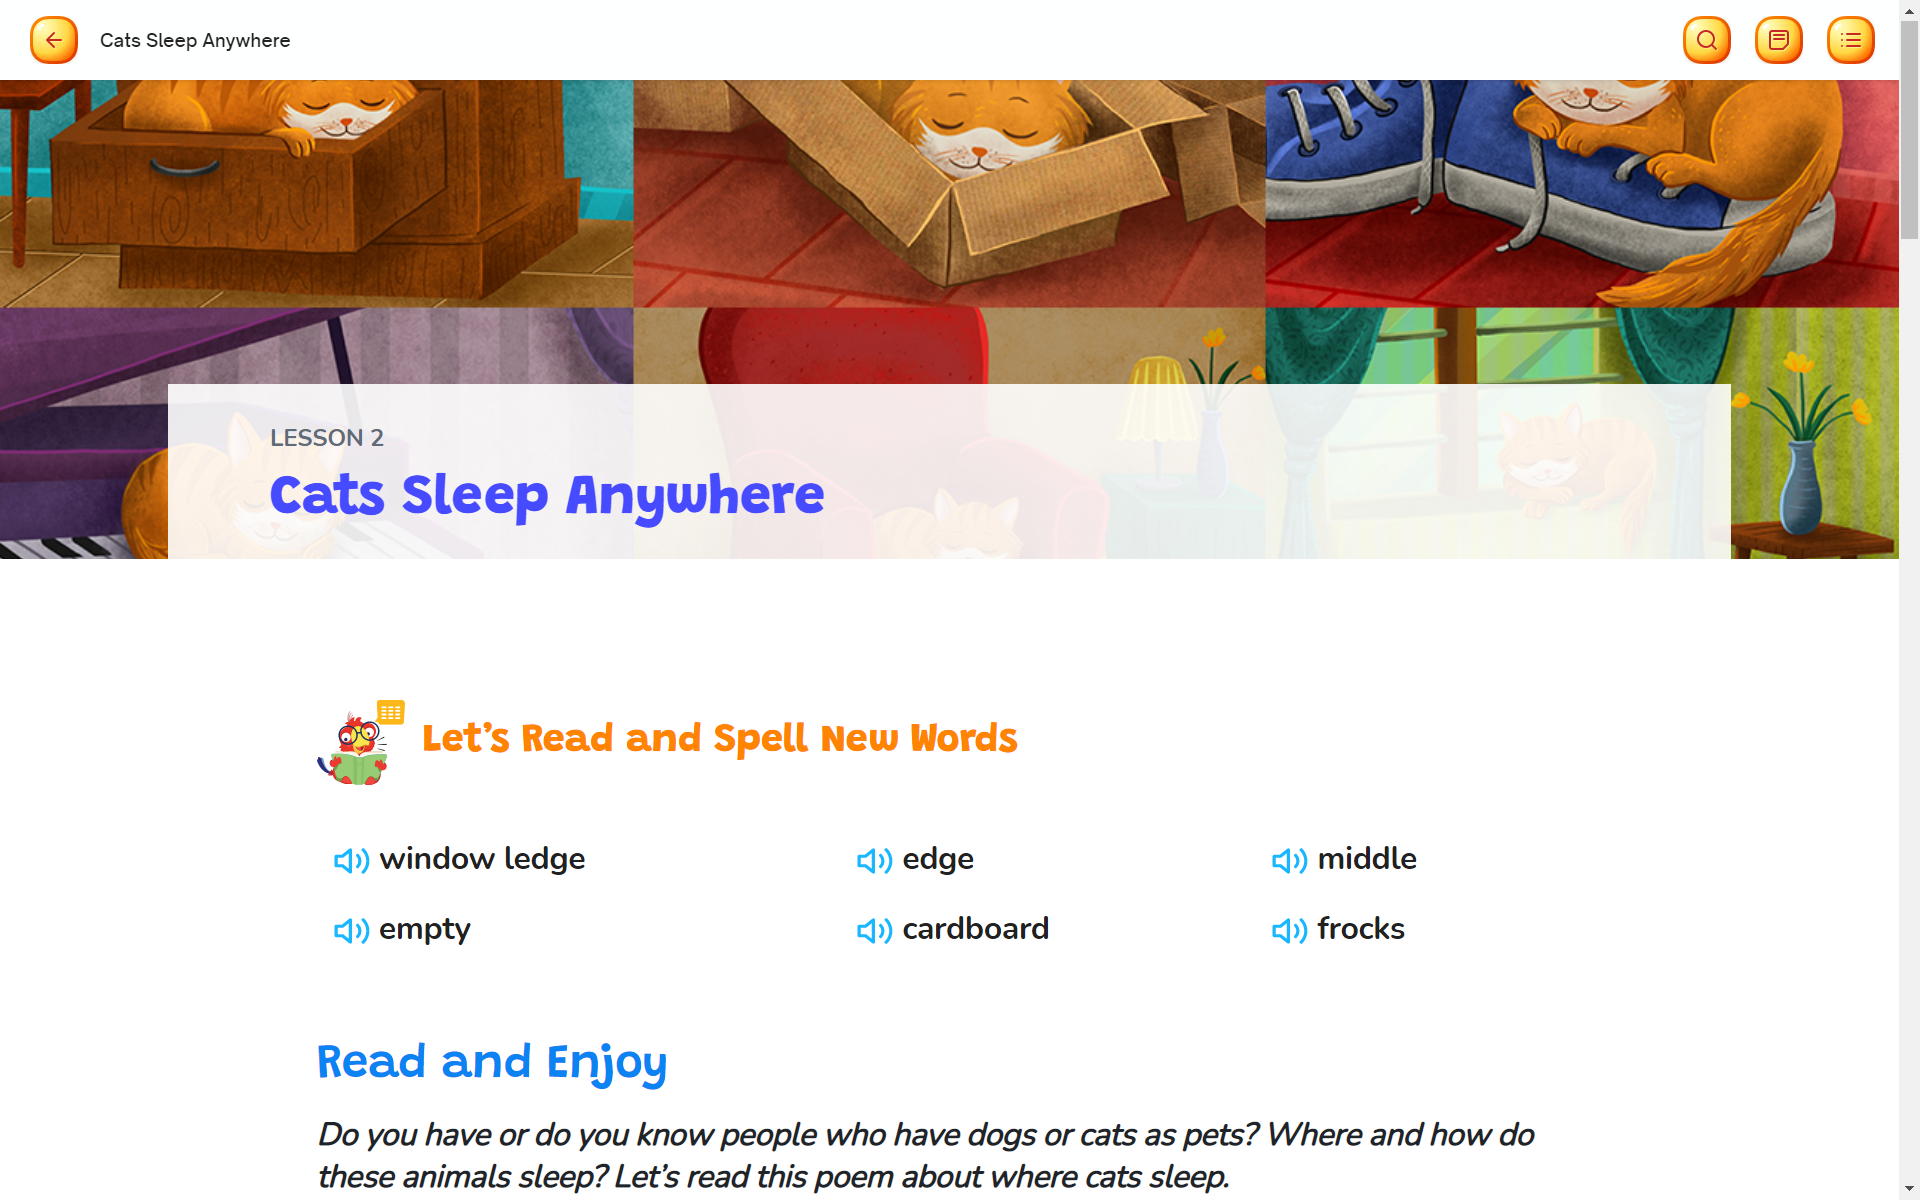 Cats Sleep Anywhere
LESSON 2
Cats Sleep Anywhere
Let's Read and Spell New Words
window ledge
edge
middle
empty
cardboard
frocks
Read and Enjoy
Do you have or do you know people who have dogs or cats as pets? Where and how do
these animals sleep? Let's read this poem about where cats sleep.